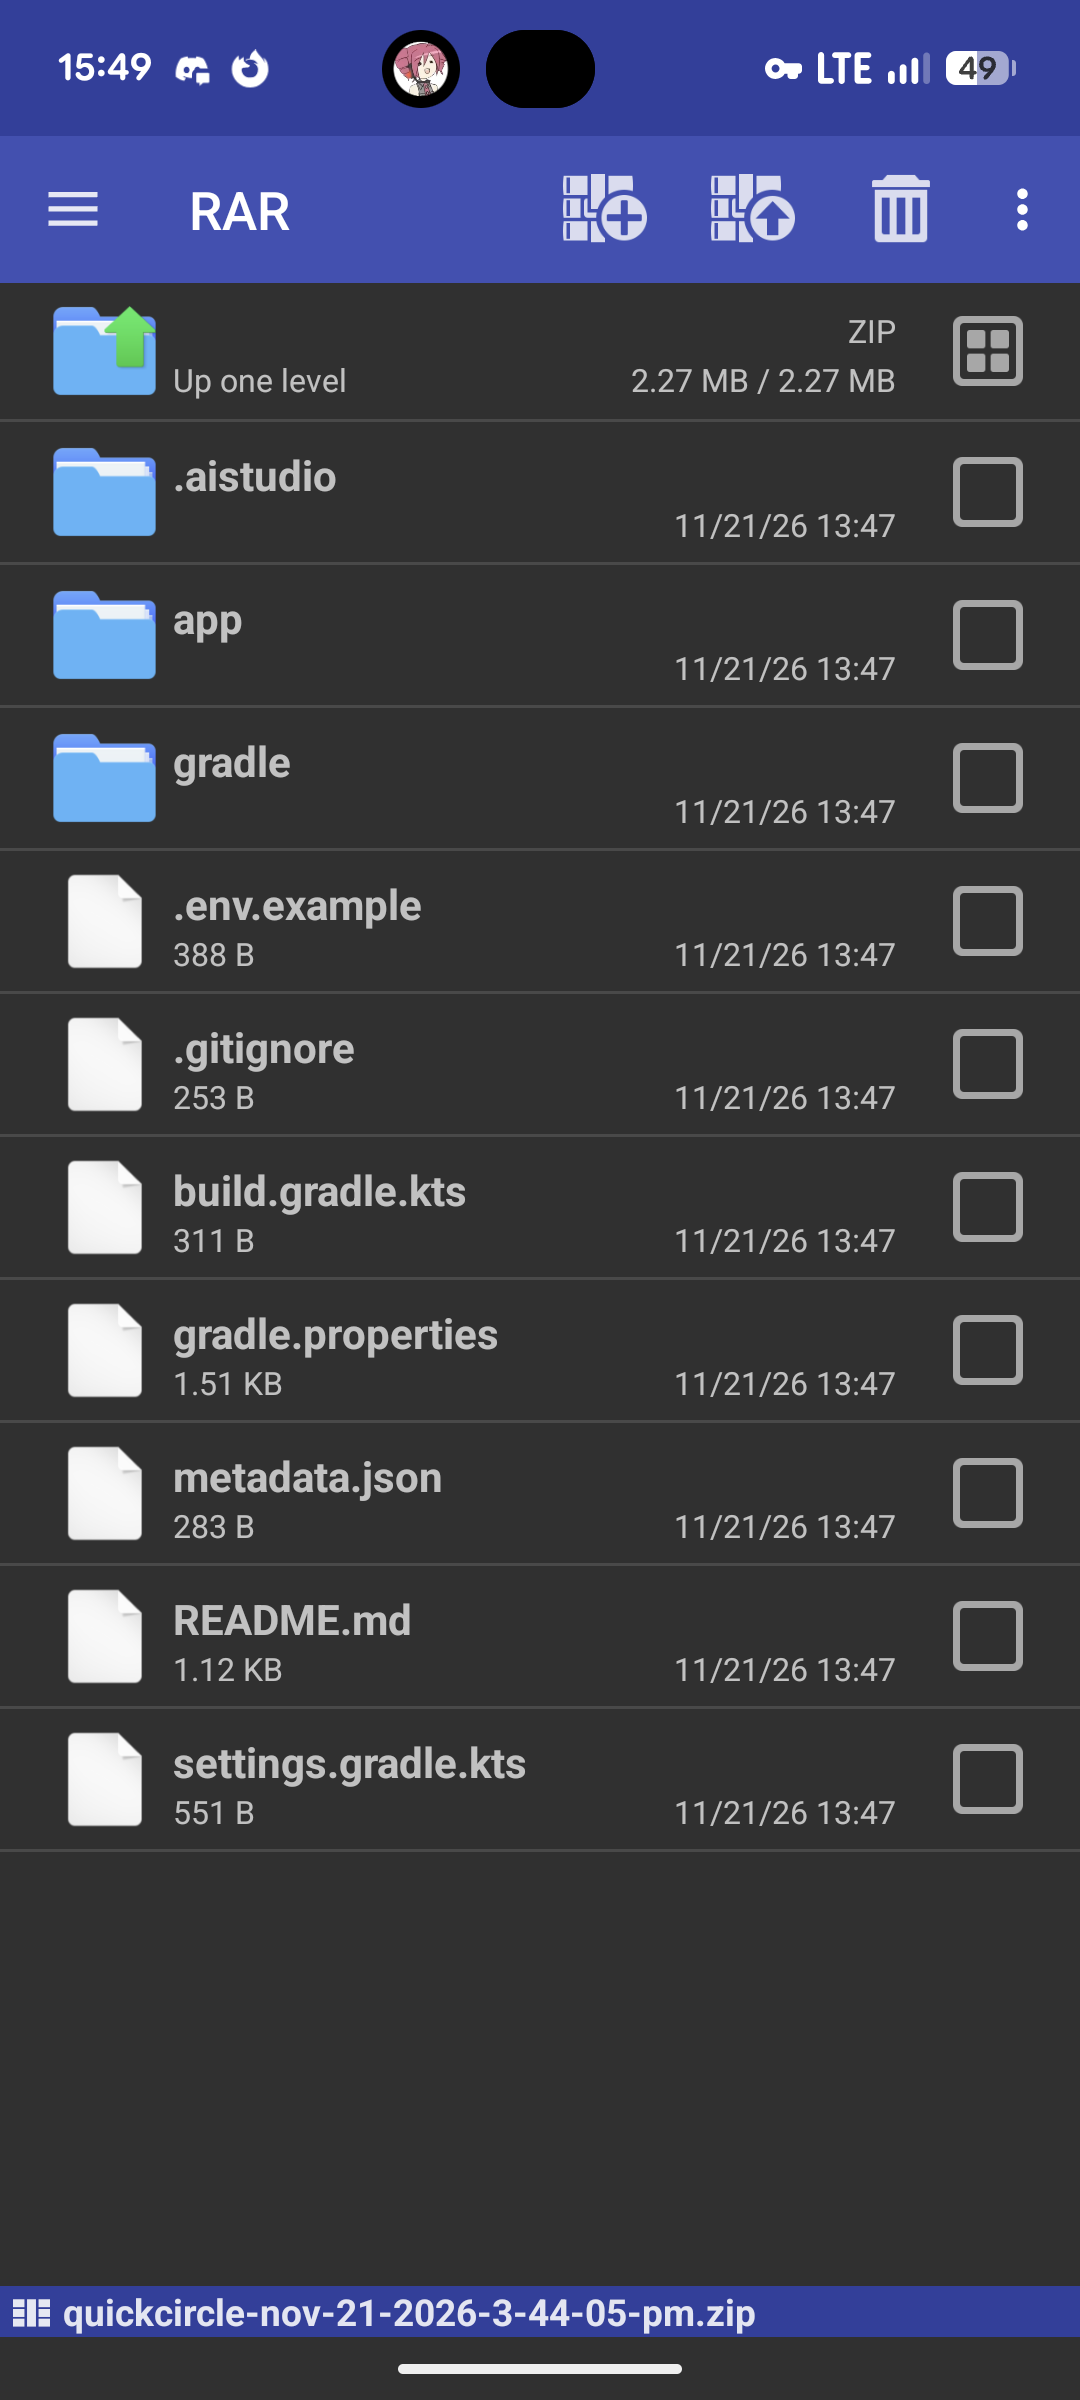 15:49 LTE 49
RAR
ZIP
Up one level 2.27 MB / 2.27 MB
.aistudio
11/21/26 13:47
app
11/21/26 13:47
gradle
11/21/26 13:47
.env.example
388 B 11/21/26 13:47
.gitignore
253 B 11/21/26 13:47
build.gradle.kts
311 B 11/21/26 13:47
gradle.properties
1.51 KB 11/21/26 13:47
metadata.json
283 B 11/21/26 13:47
README.md
1.12 KB 11/21/26 13:47
settings.gradle.kts
551 B 11/21/26 13:47
quickcircle-nov-21-2026-3-44-05-pm.zip